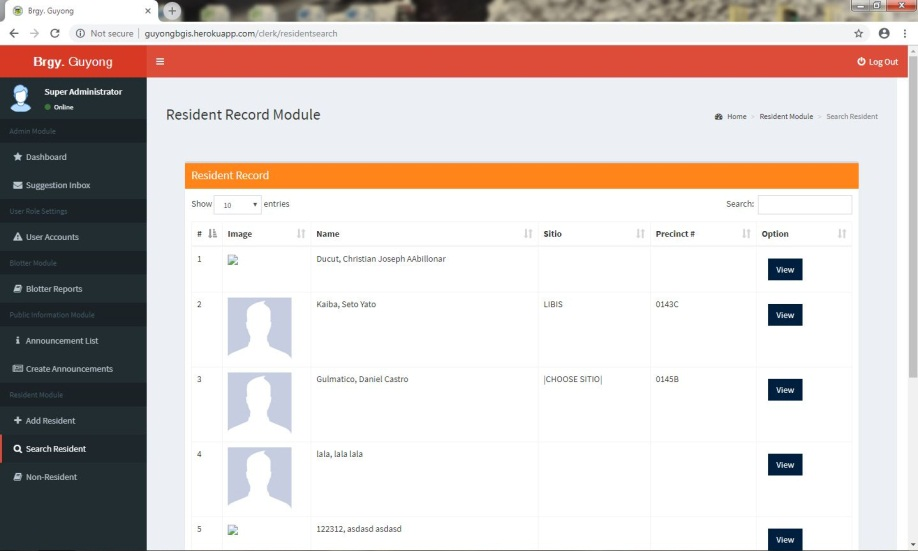 Brgy. Guyong
Not secure | guyongbgis.herokuapp.com/clerk/residentsearch
Brgy. Guyong
Log Out
Super Administrator
Online
Resident Record Module
Home > Resident Module > Search Resident
Admin Module
Dashboard
Suggestion Inbox
User Role Settings
User Accounts
Blotter Module
Blotter Reports
Public Information Module
Announcement List
Create Announcements
Resident Module
Add Resident
Search Resident
Non-Resident
Resident Record
Show 10 entries Search:
# Image Name Sitio Precinct # Option
1 Ducut, Christian Joseph AAbillonar View
2 Kaiba, Seto Yato LIBIS 0143C View
3 Gulmatico, Daniel Castro |CHOOSE SITIO| 0145B View
4 lala, lala lala View
5 122312, asdasd asdasd View